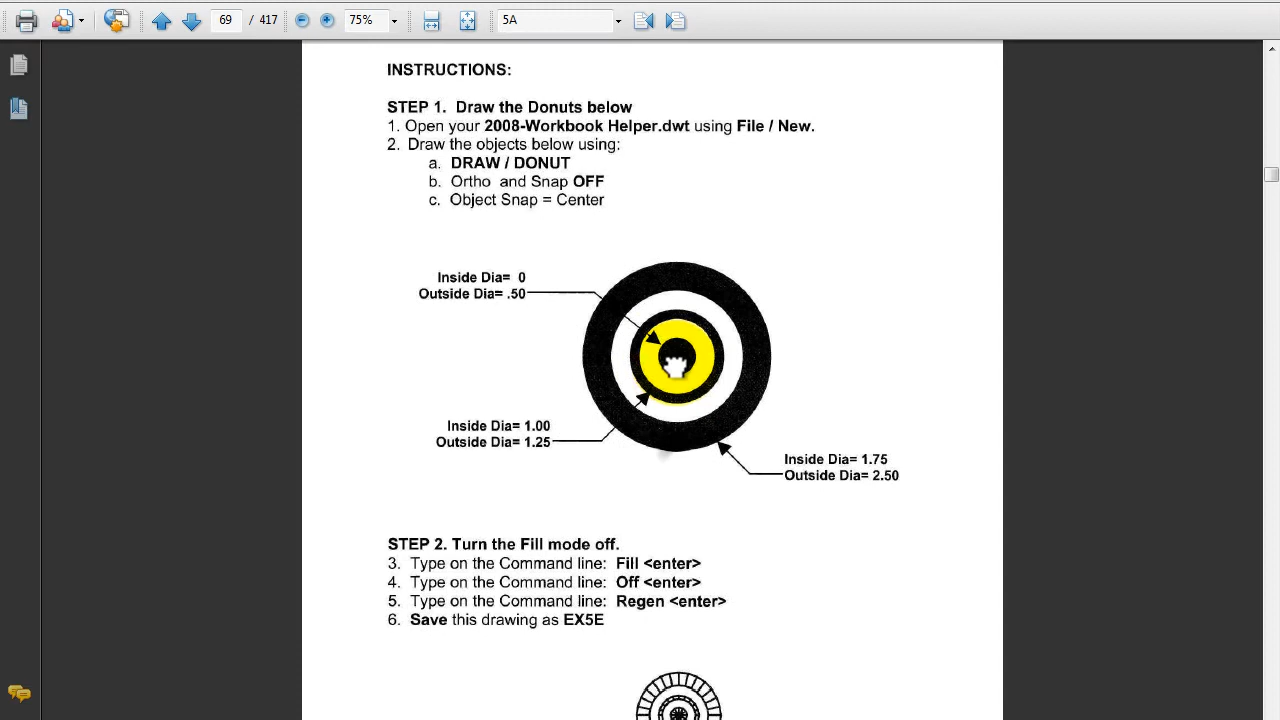 69 / 417 75% 5A
INSTRUCTIONS:
STEP 1. Draw the Donuts below
1. Open your 2008-Workbook Helper.dwt using File / New.
2. Draw the objects below using:
a. DRAW / DONUT
b. Ortho and Snap OFF
c. Object Snap = Center
Inside Dia= 0
Outside Dia= .50
Inside Dia= 1.00
Outside Dia= 1.25
Inside Dia= 1.75
Outside Dia= 2.50
STEP 2. Turn the Fill mode off.
3. Type on the Command line: Fill <enter>
4. Type on the Command line: Off <enter>
5. Type on the Command line: Regen <enter>
6. Save this drawing as EX5E